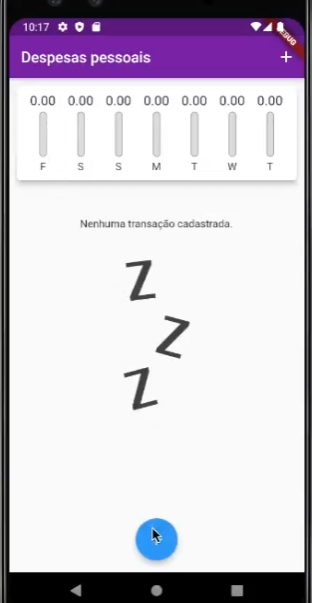 10:17
DEBUG
Despesas pessoais +
0.00 0.00 0.00 0.00 0.00 0.00 0.00
F S S M T W T
Nenhuma transação cadastrada.
Z
Z
Z